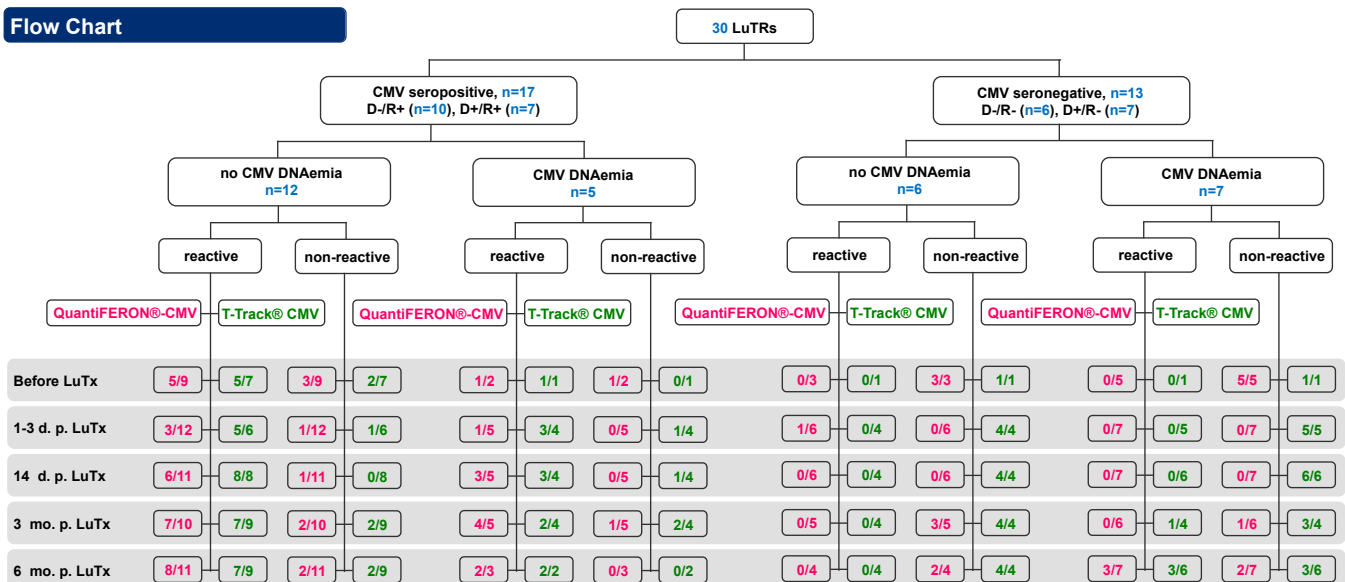 Flow Chart
30 LuTRs
CMV seropositive, n=17
D-/R+ (n=10), D+/R+ (n=7)
CMV seronegative, n=13
D-/R- (n=6), D+/R- (n=7)
no CMV DNAemia
n=12
CMV DNAemia
n=5
no CMV DNAemia
n=6
CMV DNAemia
n=7
reactive non-reactive reactive non-reactive reactive non-reactive reactive non-reactive
QuantiFERON®-CMV T-Track® CMV QuantiFERON®-CMV T-Track® CMV QuantiFERON®-CMV T-Track® CMV QuantiFERON®-CMV T-Track® CMV
Before LuTx 5/9 5/7 3/9 2/7 1/2 1/1 1/2 0/1 0/3 0/1 3/3 1/1 0/5 0/1 5/5 1/1
1-3 d. p. LuTx 3/12 5/6 1/12 1/6 1/5 3/4 0/5 1/4 1/6 0/4 0/6 4/4 0/7 0/5 0/7 5/5
14 d. p. LuTx 6/11 8/8 1/11 0/8 3/5 3/4 0/5 1/4 0/6 0/4 0/6 4/4 0/7 0/6 0/7 6/6
3 mo. p. LuTx 7/10 7/9 2/10 2/9 4/5 2/4 1/5 2/4 0/5 0/4 3/5 4/4 0/6 1/4 1/6 3/4
6 mo. p. LuTx 8/11 7/9 2/11 2/9 2/3 2/2 0/3 0/2 0/4 0/4 2/4 4/4 3/7 3/6 2/7 3/6